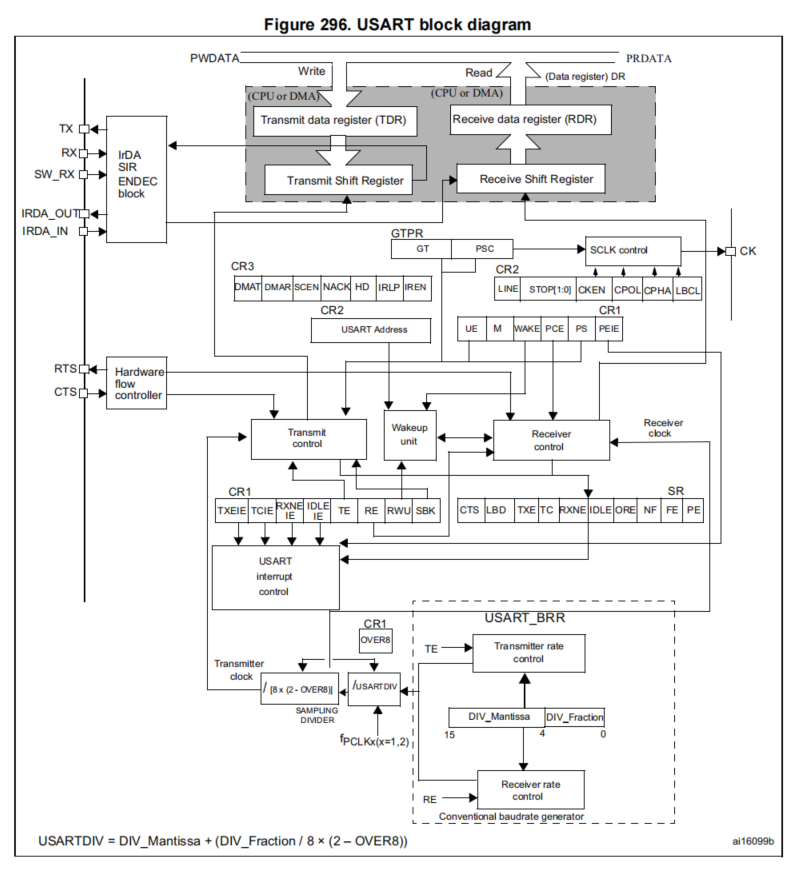 Figure 296. USART block diagram
PWDATA
PRDATA
Write
Read
(Data register) DR
(CPU or DMA)
(CPU or DMA)
Transmit data register (TDR)
Receive data register (RDR)
TX
RX
SW_RX
IRDA_OUT
IRDA_IN
IrDA
SIR
ENDEC
block
Transmit Shift Register
Receive Shift Register
GTPR
GT
PSC
SCLK control
CK
CR3
DMAT
DMAR
SCEN
NACK
HD
IRLP
IREN
CR2
LINE
STOP[1:0]
CKEN
CPOL
CPHA
LBCL
CR2
USART Address
CR1
UE
M
WAKE
PCE
PS
PEIE
RTS
CTS
Hardware
flow
controller
Transmit
control
Wakeup
unit
Receiver
control
Receiver
clock
CR1
TXEIE
TCIE
RXNE
IE
IDLE
IE
TE
RE
RWU
SBK
SR
CTS
LBD
TXE
TC
RXNE
IDLE
ORE
NF
FE
PE
USART
interrupt
control
USART_BRR
CR1
OVER8
TE
Transmitter rate
control
Transmitter
clock
/ [8 x (2 - OVER8)]
/USARTDIV
SAMPLING
DIVIDER
fPCLKx(x=1,2)
DIV_Mantissa
DIV_Fraction
15
4
0
RE
Receiver rate
control
Conventional baudrate generator
USARTDIV = DIV_Mantissa + (DIV_Fraction / 8 × (2 – OVER8))
ai16099b